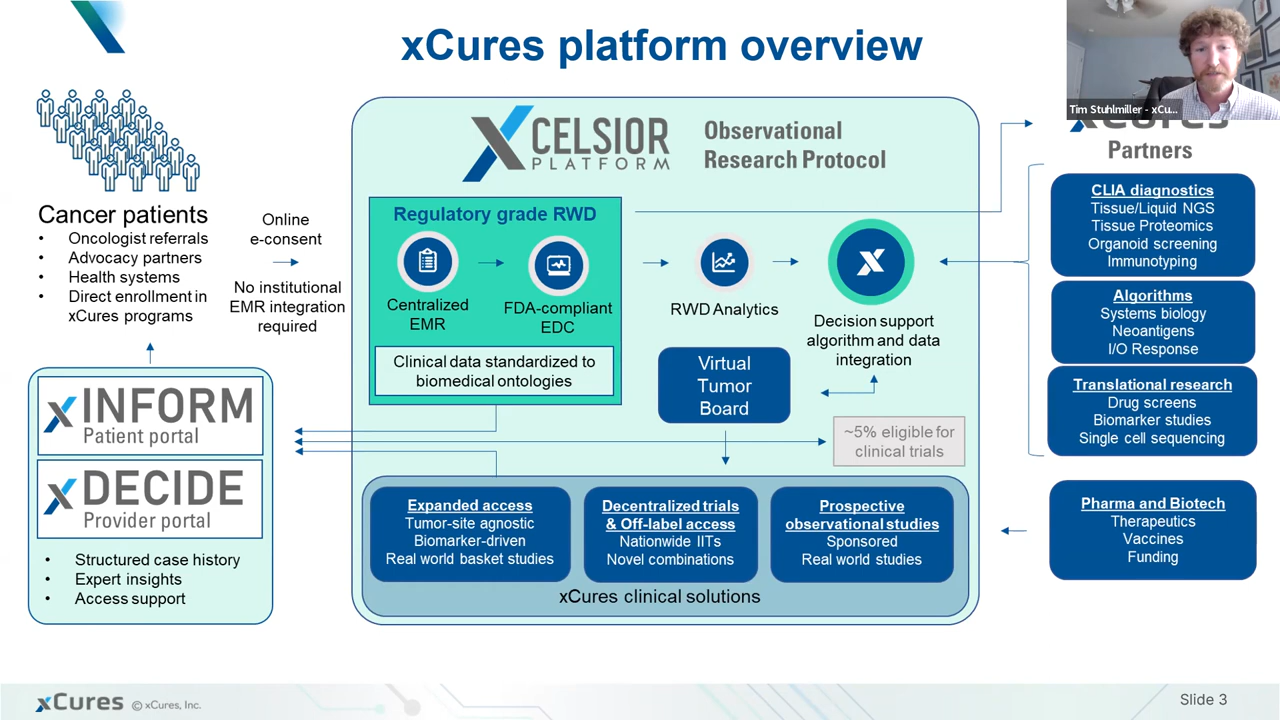 xCures platform overview
Tim Stuhlmiller - xCu...
xCures
Partners
Cancer patients
• Oncologist referrals
• Advocacy partners
• Health systems
• Direct enrollment in
xCures programs
Online
e-consent
No institutional
EMR integration
required
XCELSIOR
PLATFORM
Observational
Research Protocol
Regulatory grade RWD
Centralized
EMR
FDA-compliant
EDC
Clinical data standardized to
biomedical ontologies
RWD Analytics
X
Decision support
algorithm and data
integration
Virtual
Tumor
Board
~5% eligible for
clinical trials
CLIA diagnostics
Tissue/Liquid NGS
Tissue Proteomics
Organoid screening
Immunotyping
Algorithms
Systems biology
Neoantigens
I/O Response
Translational research
Drug screens
Biomarker studies
Single cell sequencing
Pharma and Biotech
Therapeutics
Vaccines
Funding
xINFORM
Patient portal
xDECIDE
Provider portal
• Structured case history
• Expert insights
• Access support
Expanded access
Tumor-site agnostic
Biomarker-driven
Real world basket studies
Decentralized trials
& Off-label access
Nationwide IITs
Novel combinations
Prospective
observational studies
Sponsored
Real world studies
xCures clinical solutions
xCures © xCures, Inc.
Slide 3